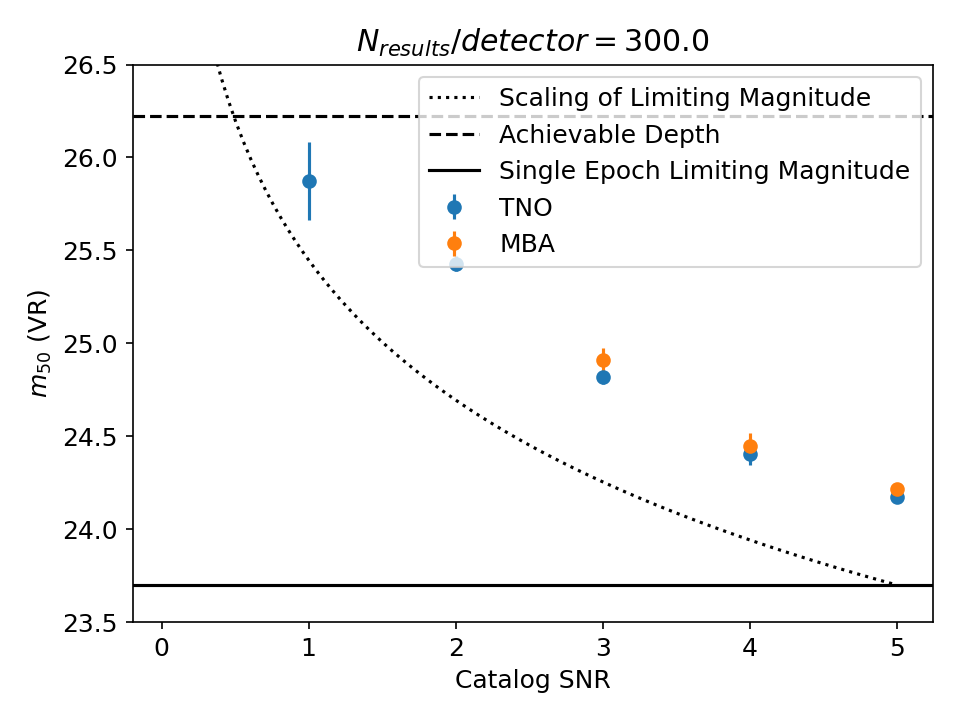 N_results/detector = 300.0
26.5
26.0
25.5
25.0
24.5
24.0
23.5
m_50 (VR)
Scaling of Limiting Magnitude
Achievable Depth
Single Epoch Limiting Magnitude
TNO
MBA
0 1 2 3 4 5
Catalog SNR